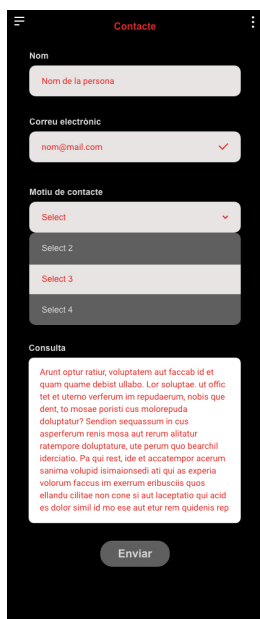 Contacte
Nom
Nom de la persona
Correu electrònic
nom@mail.com
Motiu de contacte
Select
Select 2
Select 3
Select 4
Consulta
Arunt optur ratiur, voluptatem aut faccab id et
quam quame debist ullabo. Lor soluptae. ut offic
tet et utemo verferum im repudaerum, nobis que
dent, to mosae poristi cus molorepuda
doluptatur? Sendion sequassum in cus
asperferum renis mosa aut rerum alitatur
ratempore doluptature, ute perum quo bearchil
iderciatio. Pa qui rest, ide et accatempor acerum
sanima volupid isimaionsedi ati qui as experia
volorum faccus im exerrum eribusciis quos
ellandu cilitae non cone si aut laceptatio qui acid
es dolor simil id mo ese aut etur rem quidenis rep
Enviar